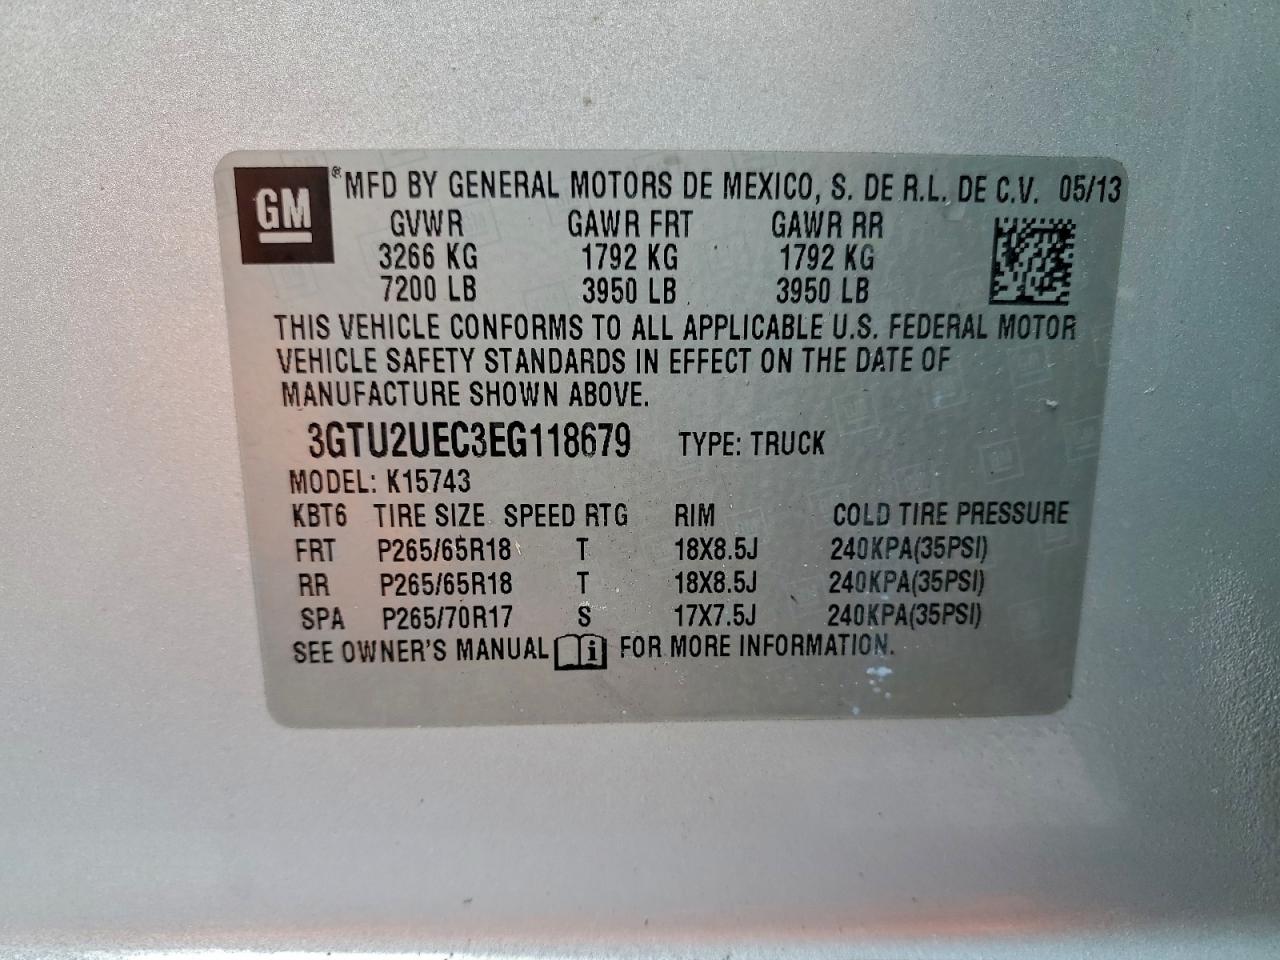 GM ® MFD BY GENERAL MOTORS DE MEXICO, S. DE R.L. DE C.V. 05/13
GVWR GAWR FRT GAWR RR
3266 KG 1792 KG 1792 KG
7200 LB 3950 LB 3950 LB
THIS VEHICLE CONFORMS TO ALL APPLICABLE U.S. FEDERAL MOTOR
VEHICLE SAFETY STANDARDS IN EFFECT ON THE DATE OF
MANUFACTURE SHOWN ABOVE.
3GTU2UEC3EG118679 TYPE: TRUCK
MODEL: K15743
KBT6 TIRE SIZE SPEED RTG RIM COLD TIRE PRESSURE
FRT P265/65R18 T 18X8.5J 240KPA(35PSI)
RR P265/65R18 T 18X8.5J 240KPA(35PSI)
SPA P265/70R17 S 17X7.5J 240KPA(35PSI)
SEE OWNER'S MANUAL i FOR MORE INFORMATION.